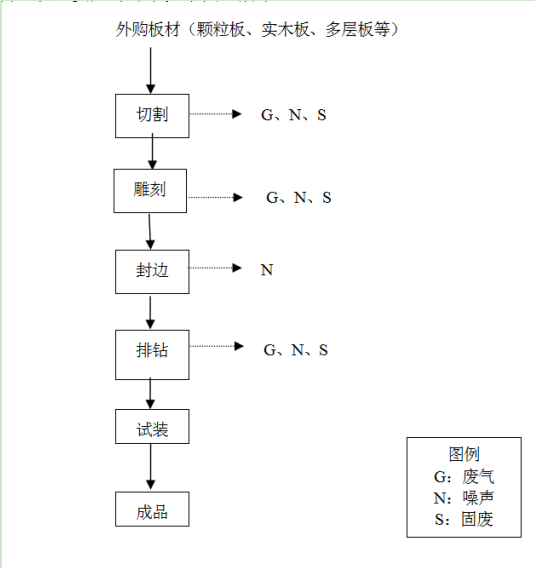 外购板材（颗粒板、实木板、多层板等）
切割
G、N、S
雕刻
G、N、S
封边
N
排钻
G、N、S
试装
成品
图例
G：废气
N：噪声
S：固废